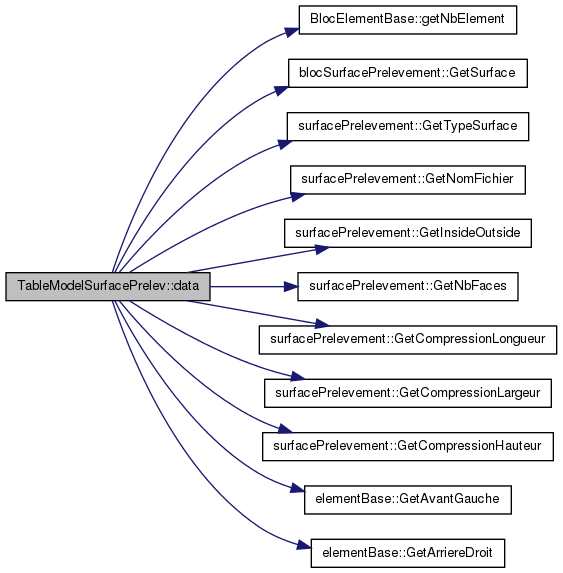 BlocElementBase::getNbElement
blocSurfacePrelevement::GetSurface
surfacePrelevement::GetTypeSurface
surfacePrelevement::GetNomFichier
surfacePrelevement::GetInsideOutside
TableModelSurfacePrelev::data
surfacePrelevement::GetNbFaces
surfacePrelevement::GetCompressionLongueur
surfacePrelevement::GetCompressionLargeur
surfacePrelevement::GetCompressionHauteur
elementBase::GetAvantGauche
elementBase::GetArriereDroit